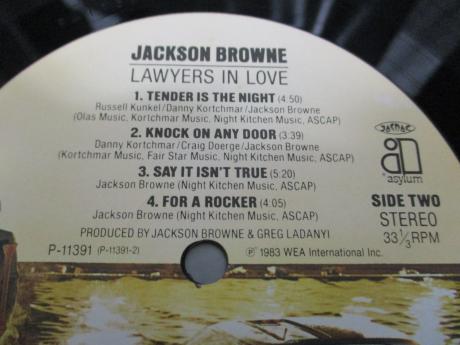 JACKSON BROWNE
LAWYERS IN LOVE
1. TENDER IS THE NIGHT (4:50)
Russell Kunkel/Danny Kortchmar/Jackson Browne
(Olas Music, Kortchmar Music, Night Kitchen Music, ASCAP)
2. KNOCK ON ANY DOOR (3:39)
Danny Kortchmar/Craig Doerge/Jackson Browne
(Kortchmar Music, Fair Star Music, Night Kitchen Music, ASCAP)
3. SAY IT ISN'T TRUE (5:20)
Jackson Browne (Night Kitchen Music, ASCAP)
4. FOR A ROCKER (4:05)
Jackson Browne (Night Kitchen Music, ASCAP)
PRODUCED BY JACKSON BROWNE & GREG LADANYI
P-11391 (P-11391-2)
℗ 1983 WEA International Inc.
asylum
SIDE TWO
STEREO
33 1/3 RPM